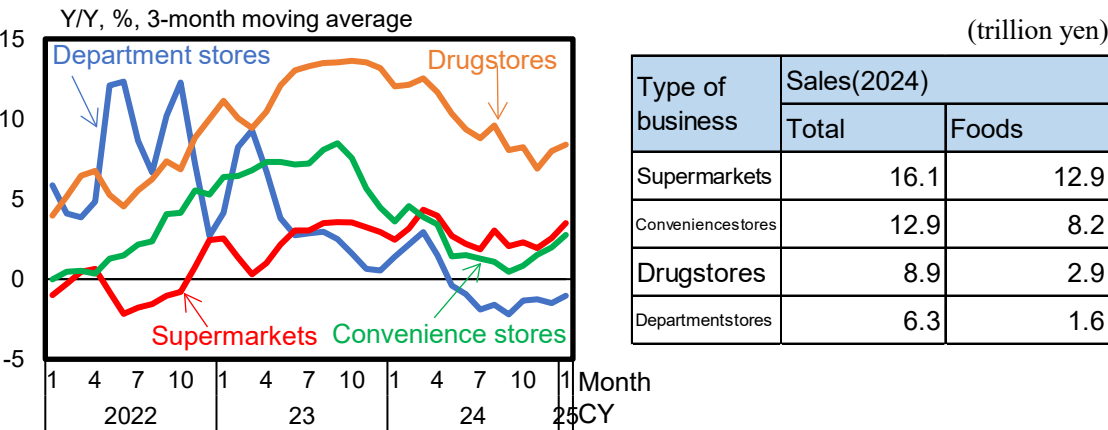 Y/Y, %, 3-month moving average
15
10
5
0
-5
Department stores
Drugstores
Supermarkets
Convenience stores
1 4 7 10 1 4 7 10 1 4 7 10 1 Month
2022 23 24 25 CY
(trillion yen)
Type of business
Sales(2024)
Total Foods
Supermarkets 16.1 12.9
Conveniencestores 12.9 8.2
Drugstores 8.9 2.9
Departmentstores 6.3 1.6